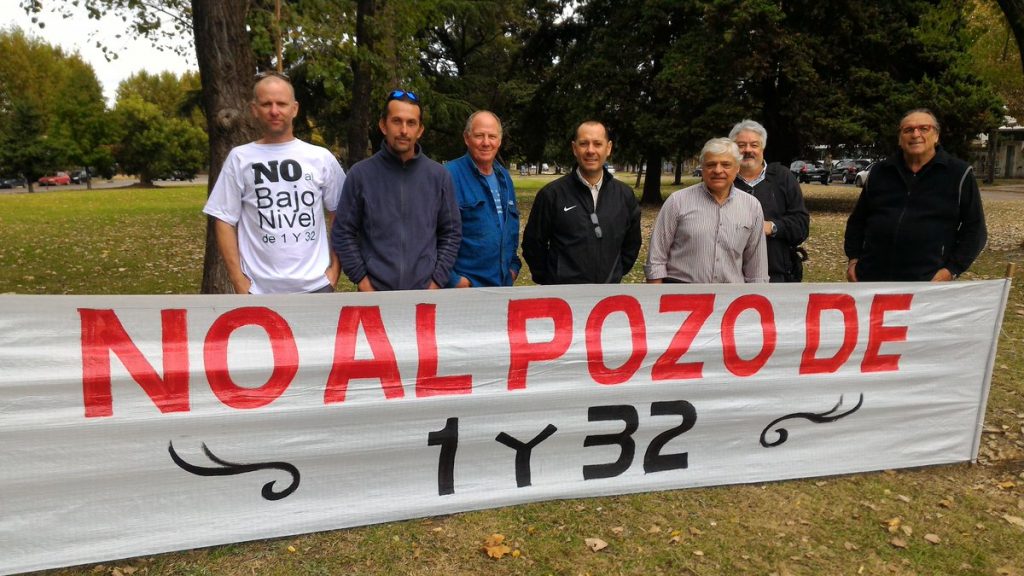 NO al
Bajo
Nivel
de 1 Y 32
NO AL POZO DE
1 Y 32